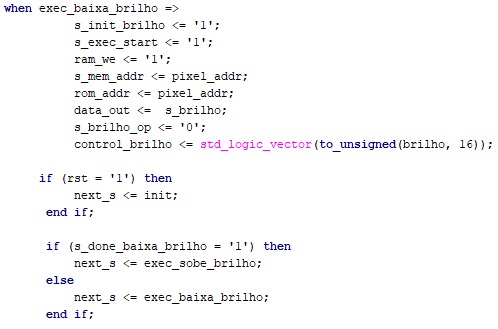 when exec_baixa_brilho =>
s_init_brilho <= '1';
s_exec_start <= '1';
ram_we <= '1';
s_mem_addr <= pixel_addr;
rom_addr <= pixel_addr;
data_out <=  s_brilho;
s_brilho_op <= '0';
control_brilho <= std_logic_vector(to_unsigned(brilho, 16));
if (rst = '1') then
next_s <= init;
end if;
if (s_done_baixa_brilho = '1') then
next_s <= exec_sobe_brilho;
else
next_s <= exec_baixa_brilho;
end if;